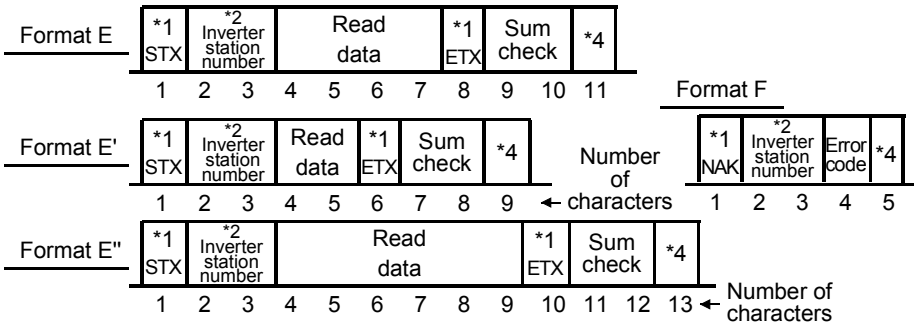 Format E
*1 STX *2 Inverter station number Read data *1 ETX Sum check *4
1 2 3 4 5 6 7 8 9 10 11
Format F
*1 NAK *2 Inverter station number Error code *4
1 2 3 4 5
Format E'
*1 STX *2 Inverter station number Read data *1 ETX Sum check *4
1 2 3 4 5 6 7 8 9
Number of characters
Format E"
*1 STX *2 Inverter station number Read data *1 ETX Sum check *4
1 2 3 4 5 6 7 8 9 10 11 12 13
Number of characters